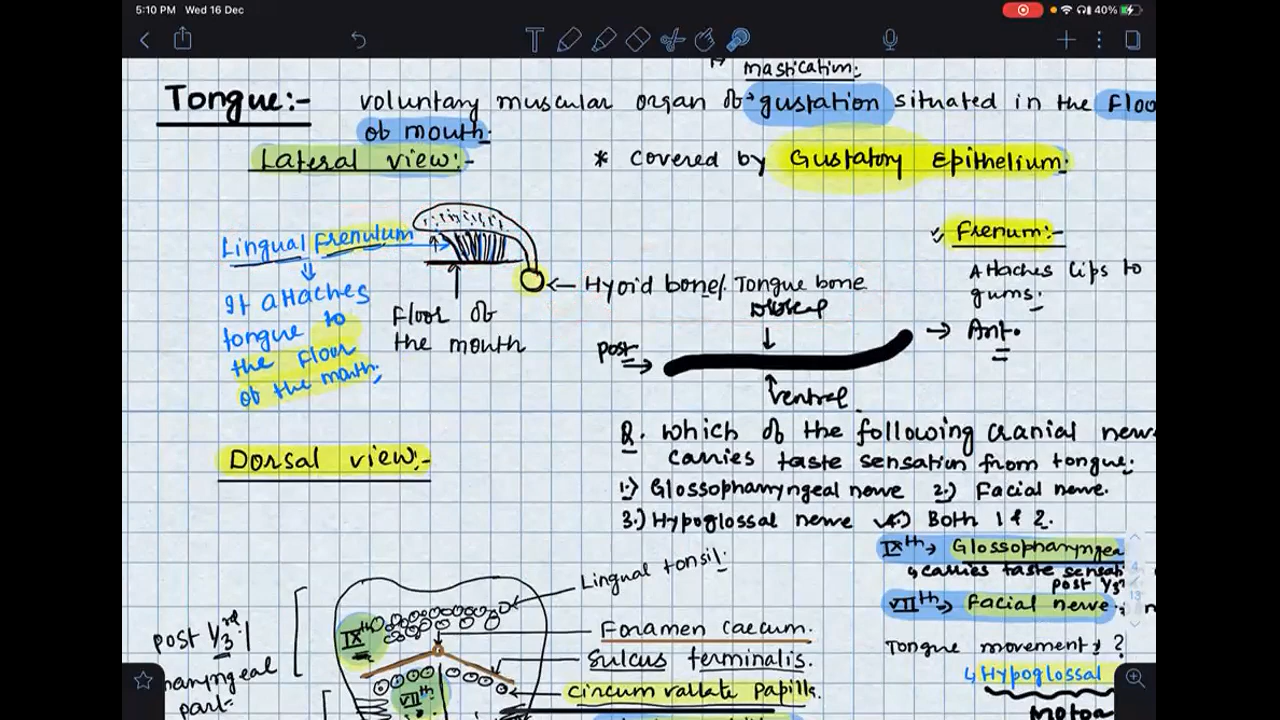 5:10 PM Wed 16 Dec
40%
mastication.
Tongue:- voluntary muscular organ of gustation situated in the Floo
of mouth.
Lateral view:-
* Covered by Gustatory Epithelium.
Lingual Frenulum
It attaches
tongue to
the floor
of the mouth.
Floor of
the mouth
Hyoid bone/ Tongue bone
Frenum:-
Attaches lips to
gums.
Post
Ant.
Ventral
Q. which of the following cranial nerv
carries taste sensation from tongue.
1.) Glossopharyngeal nerve 2.) Facial nerve.
3.) Hypoglossal nerve 4.) Both 1 & 2.
Dorsal view:-
IXth → Glossopharyngea
carries taste sensati
post 1/3
VIIth → Facial nerve.
Tongue movement ?
Hypoglossal
Motor
Lingual tonsil
Foramen caecum.
Sulcus terminalis.
Circum vallate papilla.
IXth
VIIth
post 1/3rd
haryngeal
part